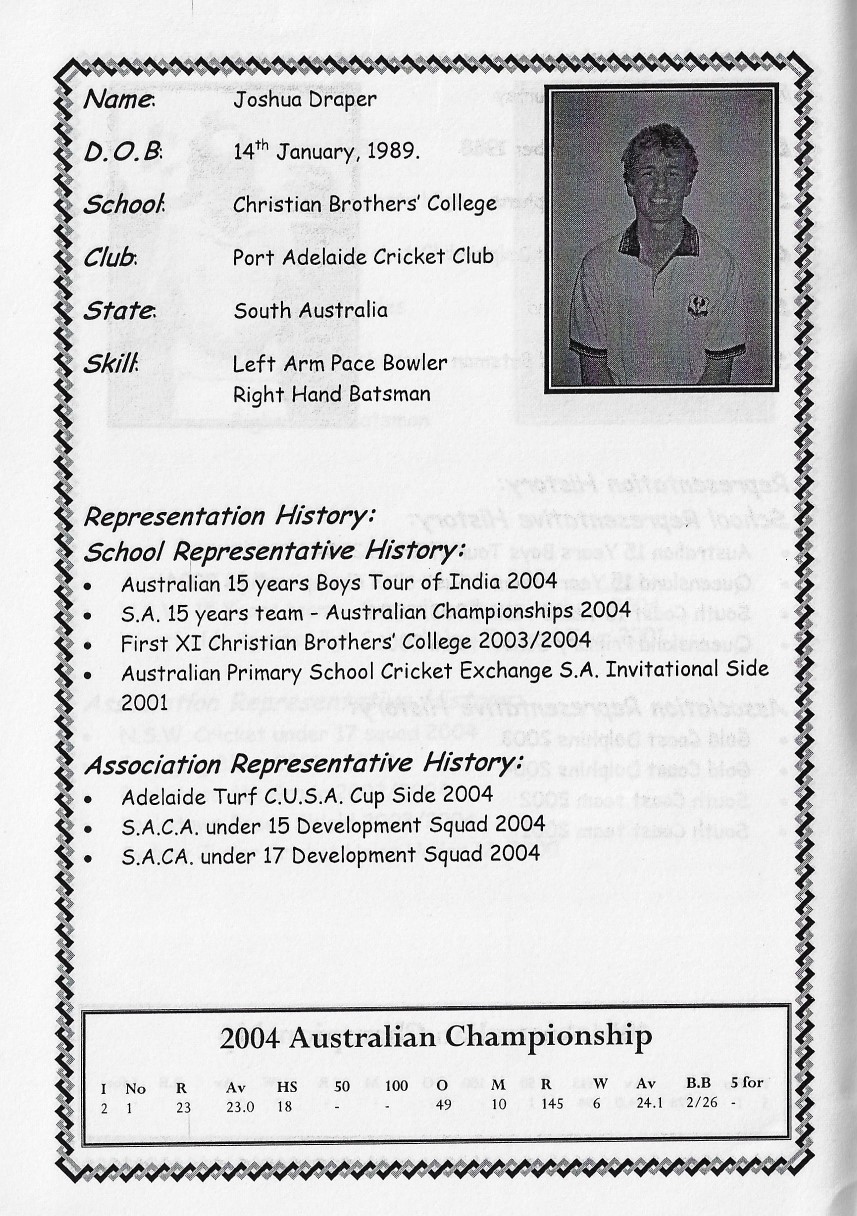 Name: Joshua Draper
D.O.B: 14th January, 1989.
School: Christian Brothers' College
Club: Port Adelaide Cricket Club
State: South Australia
Skill: Left Arm Pace Bowler
Right Hand Batsman
Representation History:
School Representative History:
• Australian 15 years Boys Tour of India 2004
• S.A. 15 years team - Australian Championships 2004
• First XI Christian Brothers' College 2003/2004
• Australian Primary School Cricket Exchange S.A. Invitational Side
2001
Association Representative History:
• Adelaide Turf C.U.S.A. Cup Side 2004
• S.A.C.A. under 15 Development Squad 2004
• S.A.CA. under 17 Development Squad 2004
2004 Australian Championship
I No R Av HS 50 100 O M R W Av B.B 5 for
2 1 23 23.0 18 - - 49 10 145 6 24.1 2/26 -